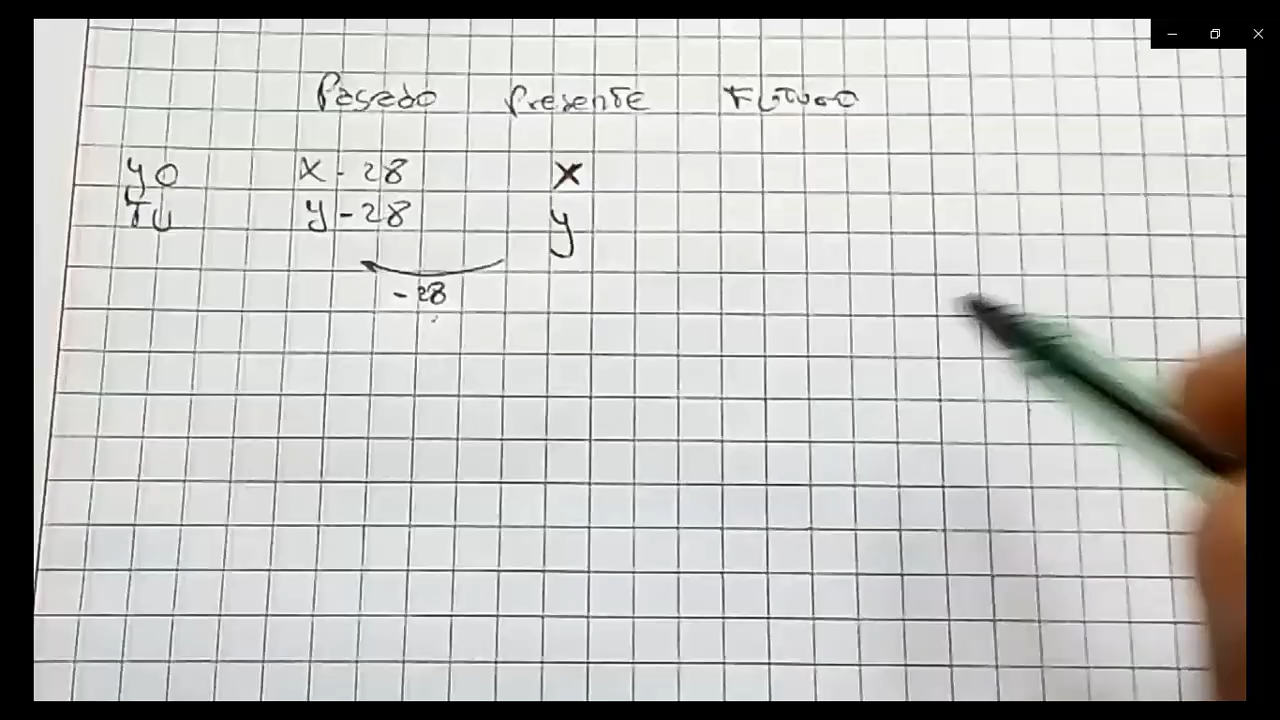 Pasado Presente Futuro
yo x - 28 x
Tu y - 28 y
- 28